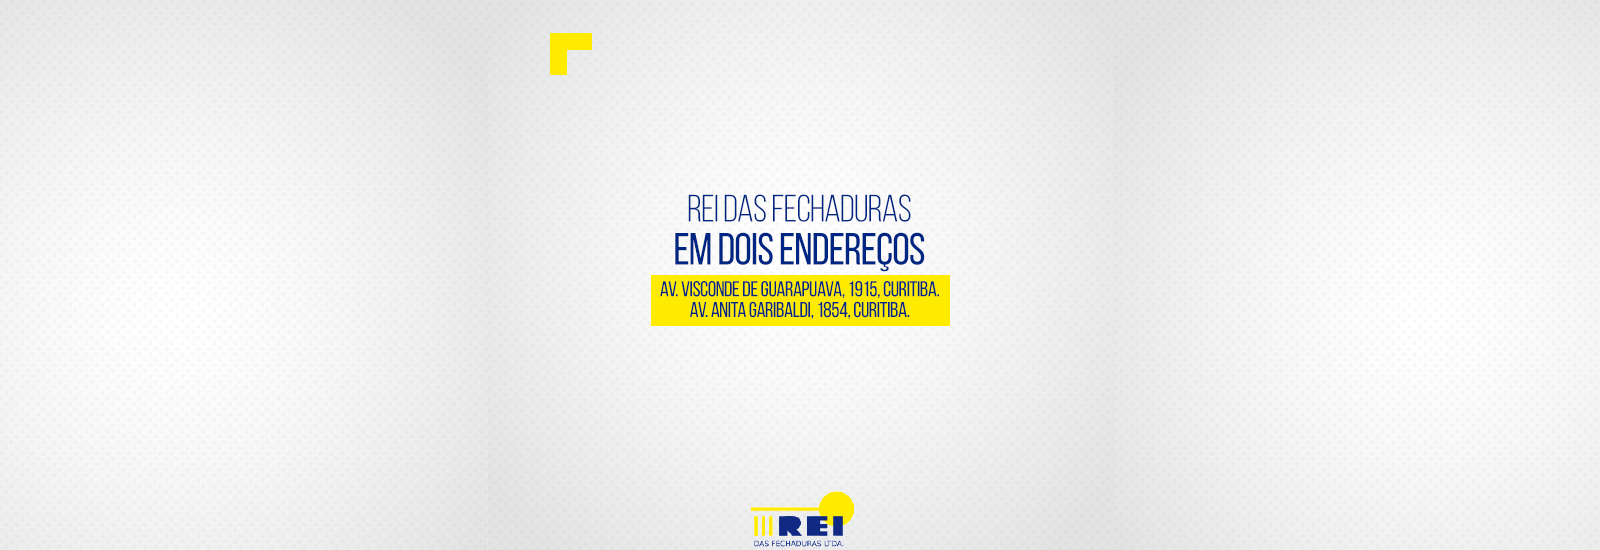 REI DAS FECHADURAS
EM DOIS ENDEREÇOS
AV. VISCONDE DE GUARAPUAVA, 1915, CURITIBA.
AV. ANITA GARIBALDI, 1854, CURITIBA.
REI
DAS FECHADURAS LTDA.